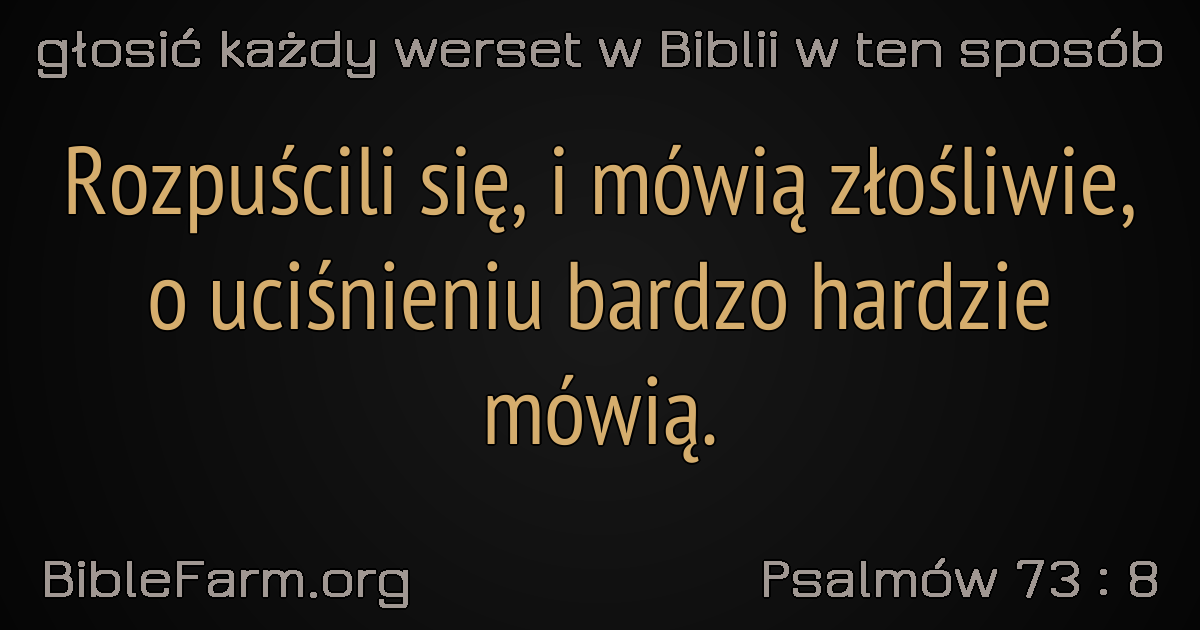 głosić każdy werset w Biblii w ten sposób
Rozpuścili się, i mówią złośliwie,
o uciśnieniu bardzo hardzie
mówią.
BibleFarm.org
Psalmów 73 : 8